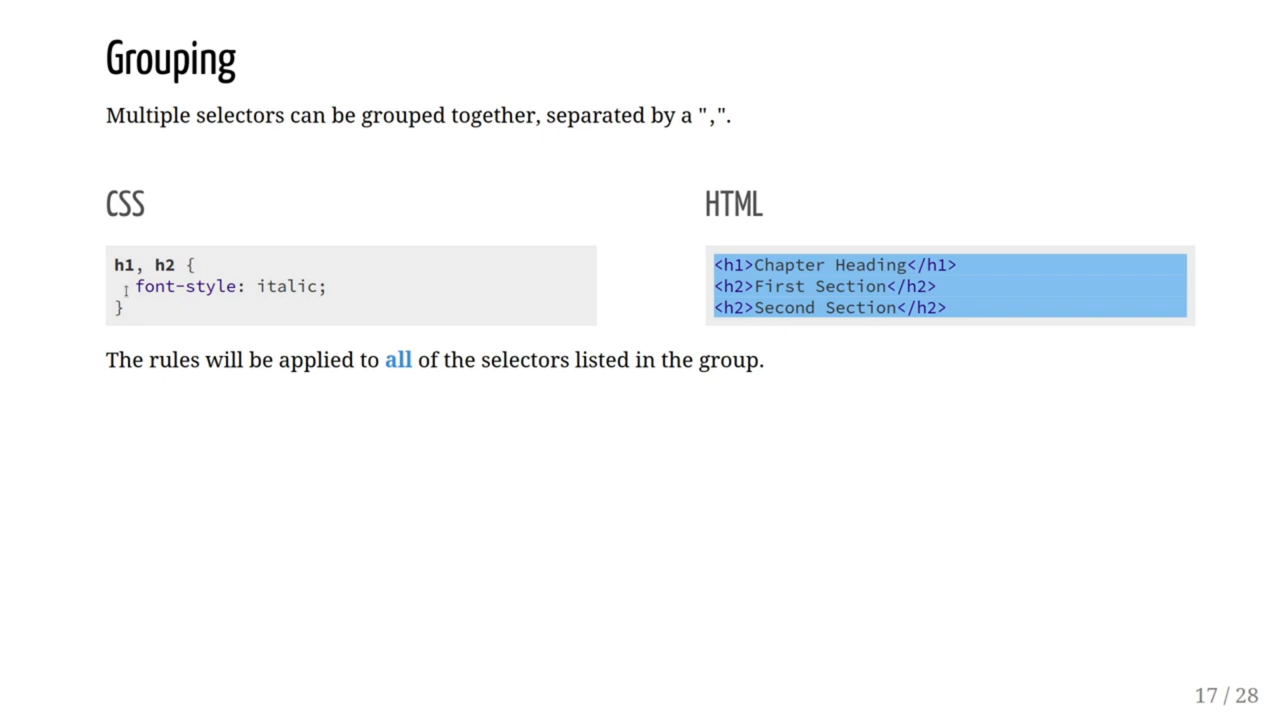 Grouping
Multiple selectors can be grouped together, separated by a ",".
CSS
h1, h2 {
  font-style: italic;
}
HTML
<h1>Chapter Heading</h1>
<h2>First Section</h2>
<h2>Second Section</h2>
The rules will be applied to all of the selectors listed in the group.
17 / 28